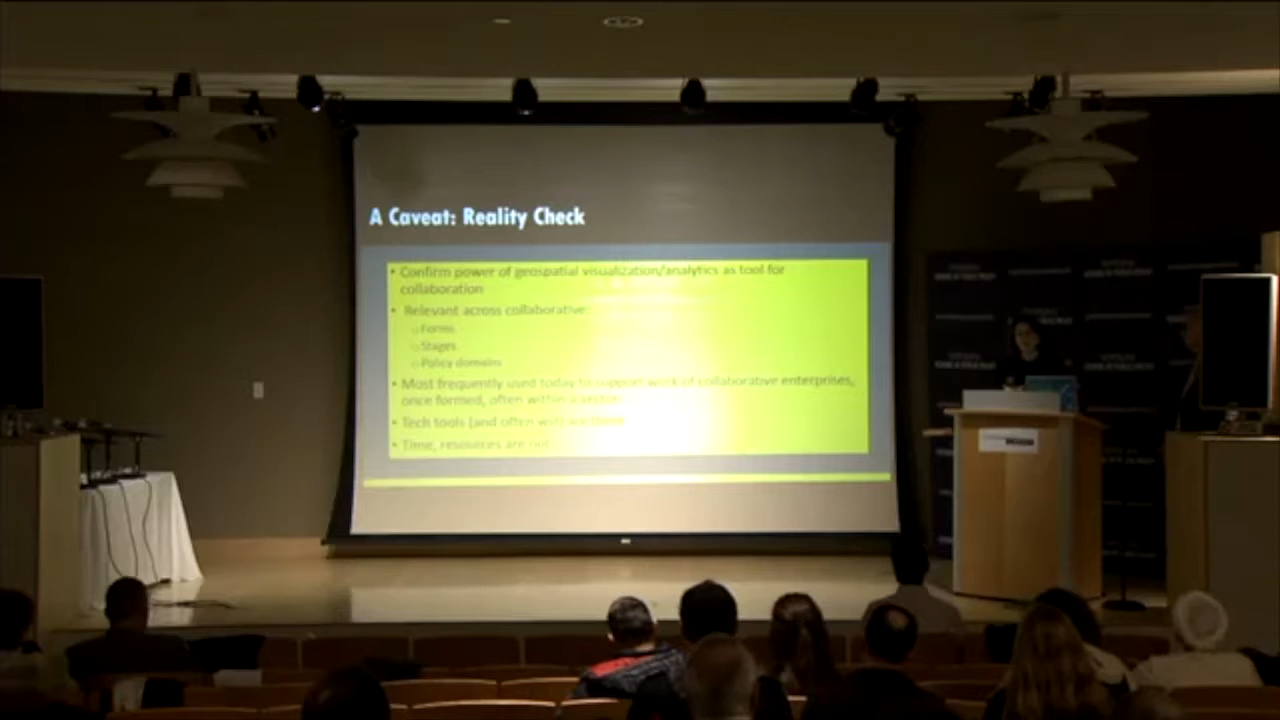 A Caveat: Reality Check
• Confirm power of geospatial visualization/analytics as tool for
collaboration
• Relevant across collaborative:
o Forms
o Stages
o Policy domains
• Most frequently used today to support work of collaborative enterprises,
once formed, often within a sector
• Tech tools (and often
• Time, resources are